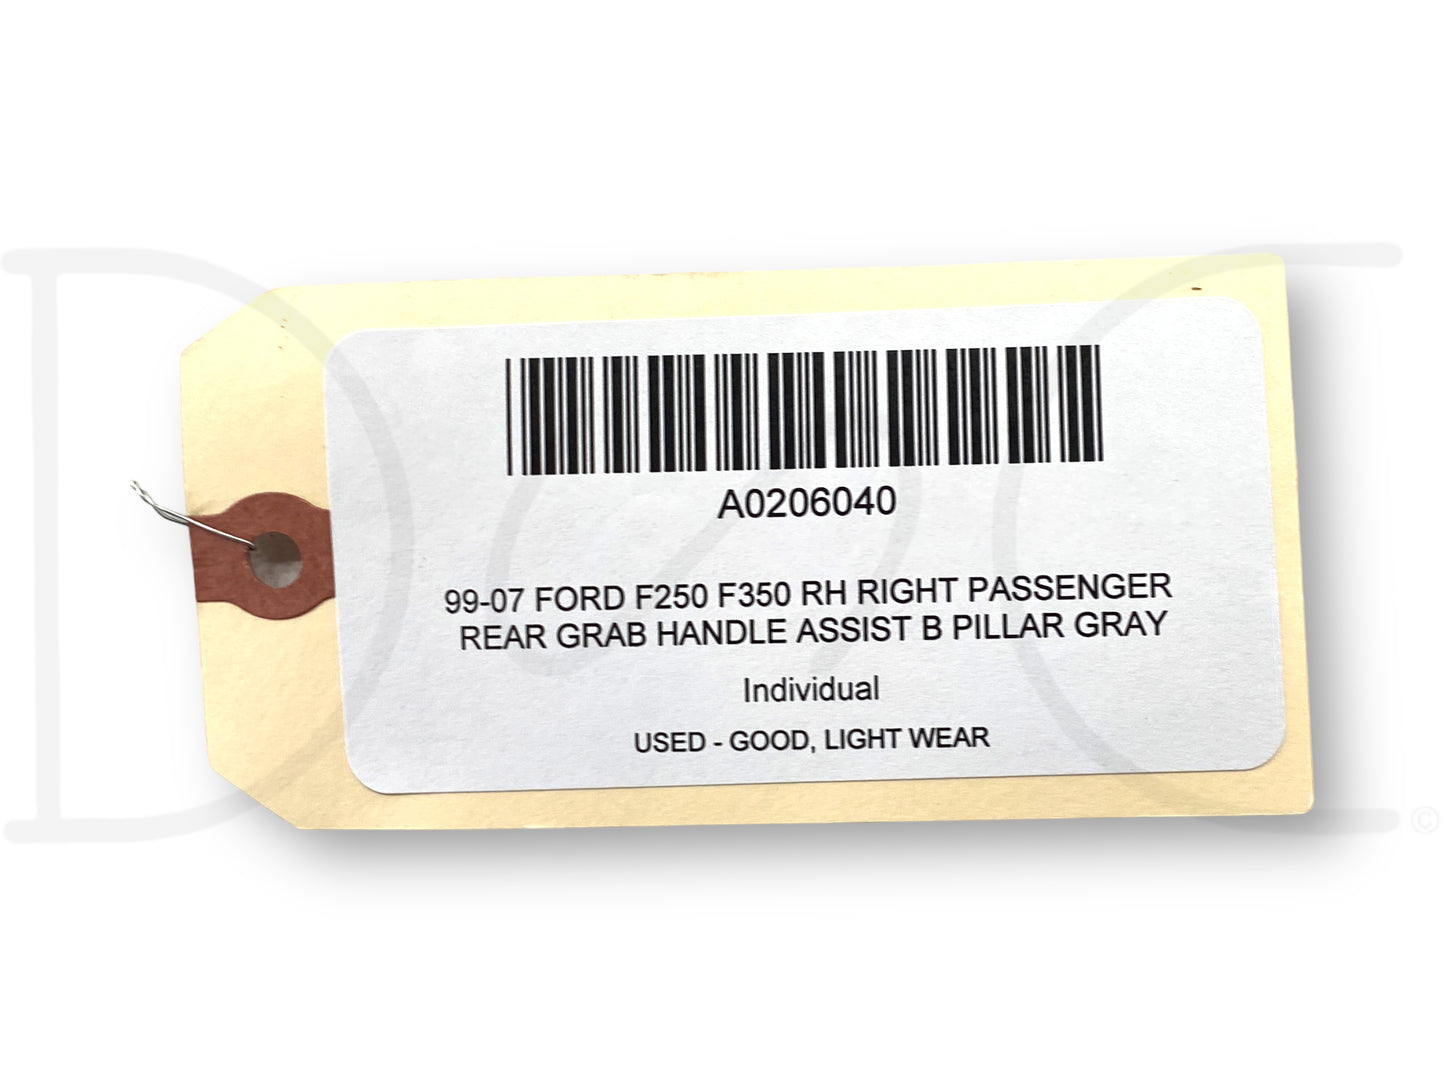 A0206040
99-07 FORD F250 F350 RH RIGHT PASSENGER
REAR GRAB HANDLE ASSIST B PILLAR GRAY
Individual
USED - GOOD, LIGHT WEAR
©